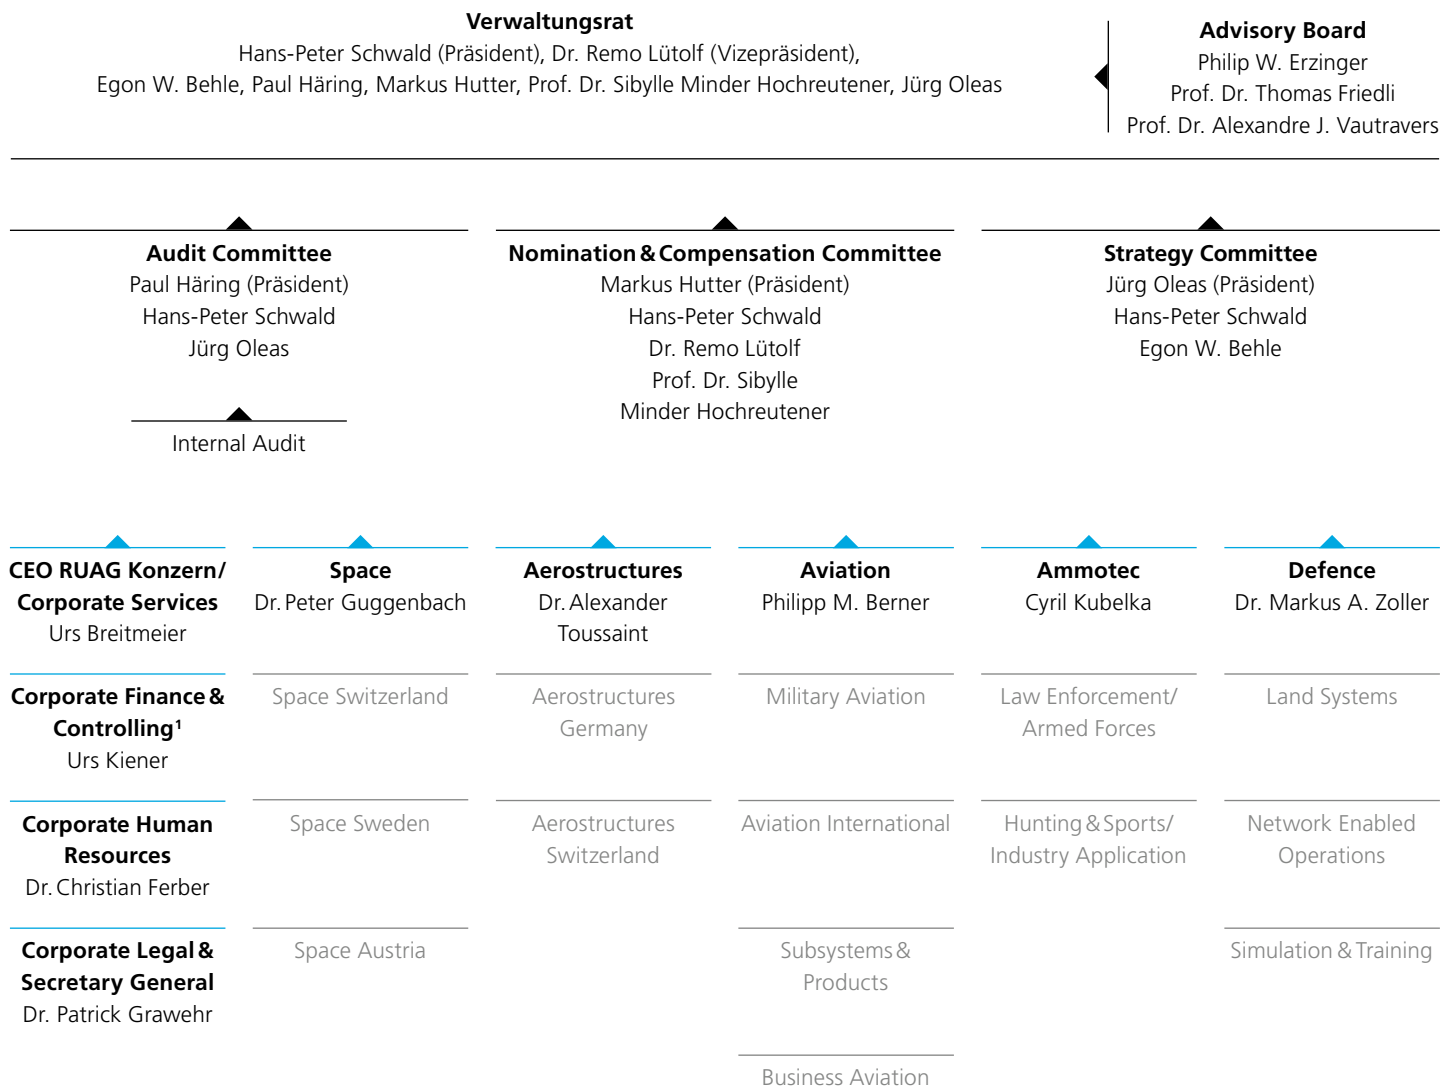 Verwaltungsrat
Hans-Peter Schwald (Präsident), Dr. Remo Lütolf (Vizepräsident),
Egon W. Behle, Paul Häring, Markus Hutter, Prof. Dr. Sibylle Minder Hochreutener, Jürg Oleas
Advisory Board
Philip W. Erzinger
Prof. Dr. Thomas Friedli
Prof. Dr. Alexandre J. Vautravers
Audit Committee
Paul Häring (Präsident)
Hans-Peter Schwald
Jürg Oleas
Internal Audit
Nomination & Compensation Committee
Markus Hutter (Präsident)
Hans-Peter Schwald
Dr. Remo Lütolf
Prof. Dr. Sibylle
Minder Hochreutener
Strategy Committee
Jürg Oleas (Präsident)
Hans-Peter Schwald
Egon W. Behle
CEO RUAG Konzern/
Corporate Services
Urs Breitmeier
Corporate Finance &
Controlling¹
Urs Kiener
Corporate Human
Resources
Dr. Christian Ferber
Corporate Legal &
Secretary General
Dr. Patrick Grawehr
Space
Dr. Peter Guggenbach
Space Switzerland
Space Sweden
Space Austria
Aerostructures
Dr. Alexander
Toussaint
Aerostructures
Germany
Aerostructures
Switzerland
Aviation
Philipp M. Berner
Military Aviation
Aviation International
Subsystems &
Products
Business Aviation
Ammotec
Cyril Kubelka
Law Enforcement/
Armed Forces
Hunting & Sports/
Industry Application
Defence
Dr. Markus A. Zoller
Land Systems
Network Enabled
Operations
Simulation & Training